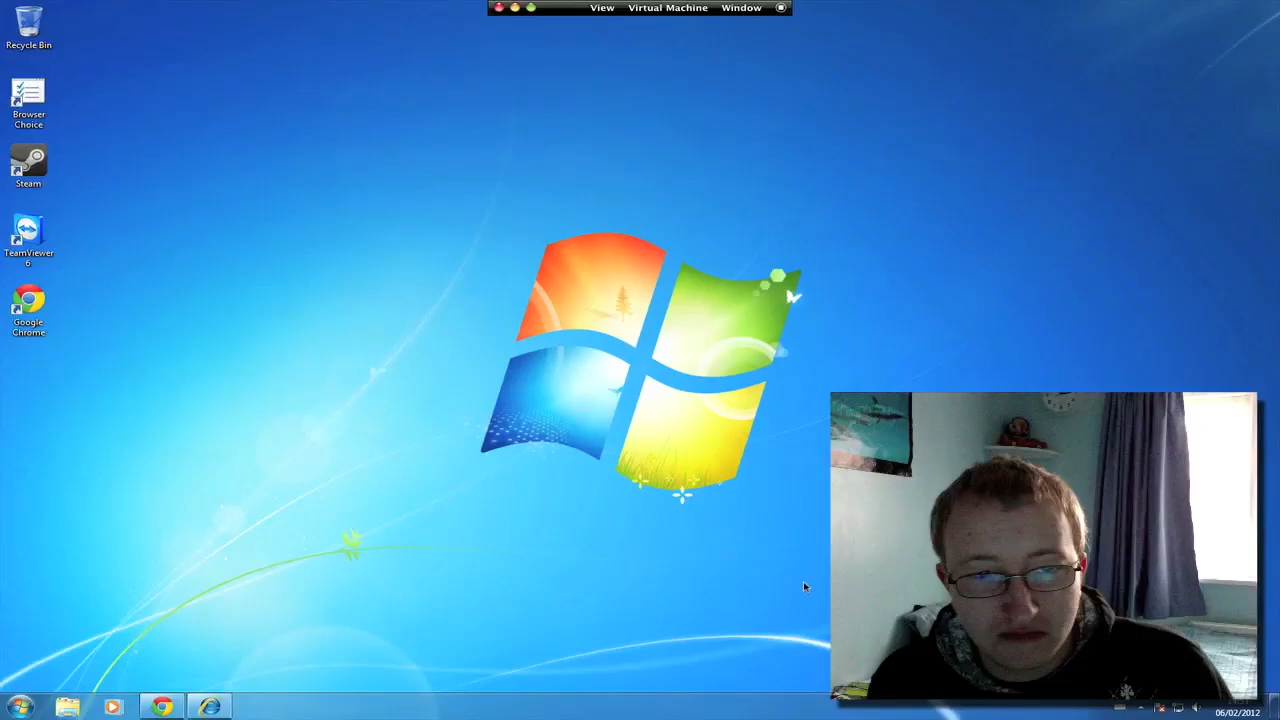 View Virtual Machine Window
Recycle Bin
Browser
Choice
Steam
TeamViewer
6
Google
Chrome
06/02/2012